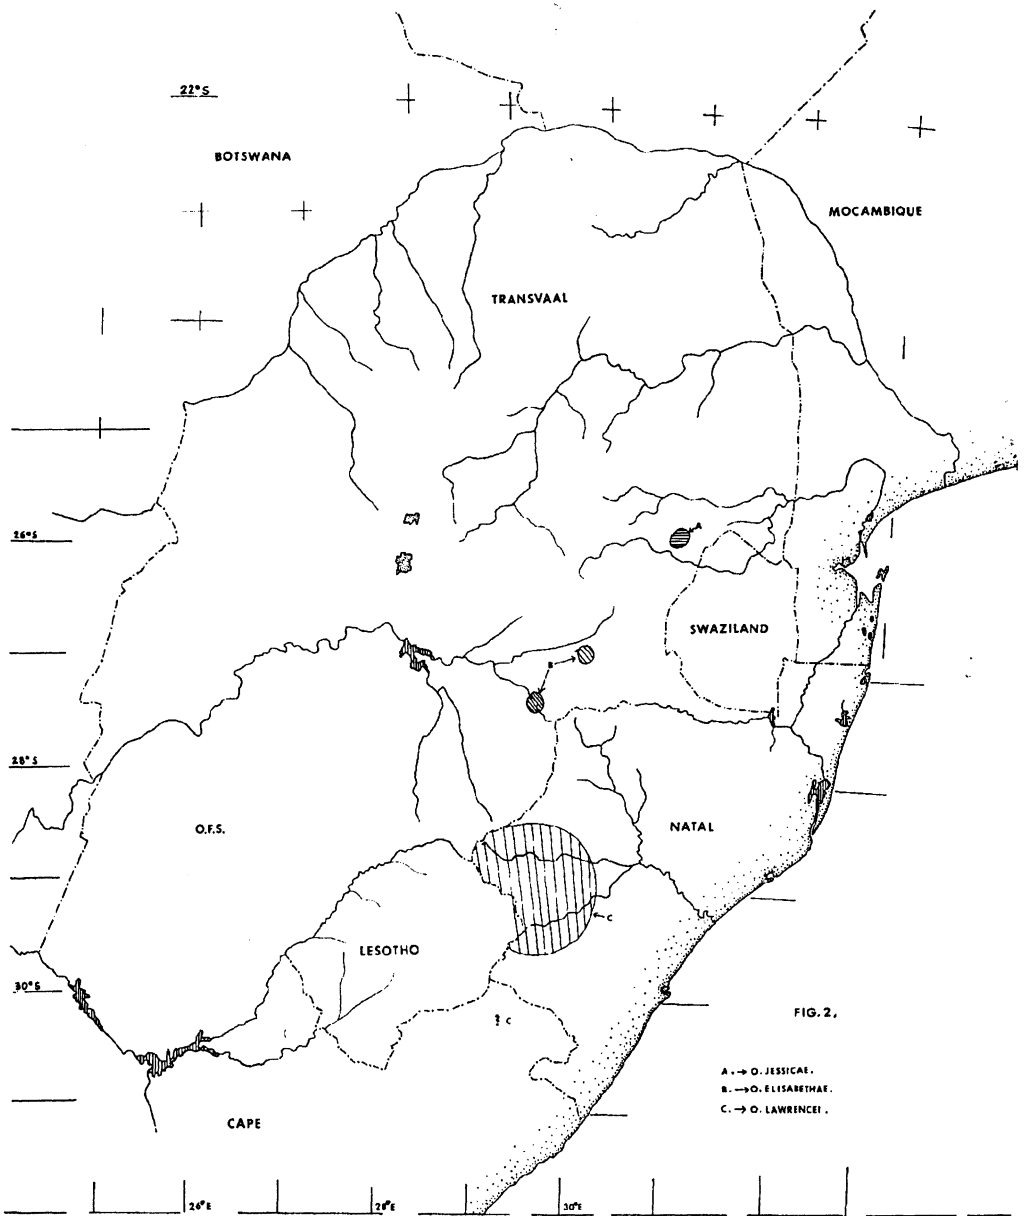 22°S
BOTSWANA
MOCAMBIQUE
TRANSVAAL
A
26°S
SWAZILAND
B
28°S
O.F.S.
NATAL
C
LESOTHO
30°S
? C
FIG.2.
A.→O. JESSICAE.
B.→O. ELISABETHAE.
C.→O. LAWRENCEI.
CAPE
26°E
28°E
30°E